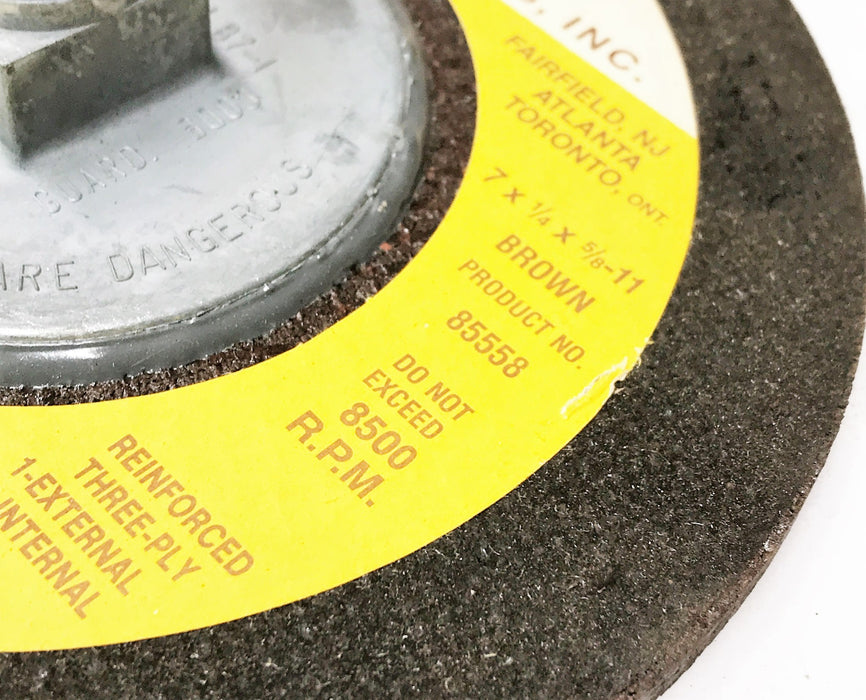 INC.
FAIRFIELD, NJ
ATLANTA
TORONTO, ONT.
7 x 1/4 x 5/8-11
BROWN
PRODUCT NO.
85558
DO NOT
EXCEED
8500
R.P.M.
REINFORCED
THREE-PLY
1-EXTERNAL
INTERNAL
GUARD.
DANGEROUS